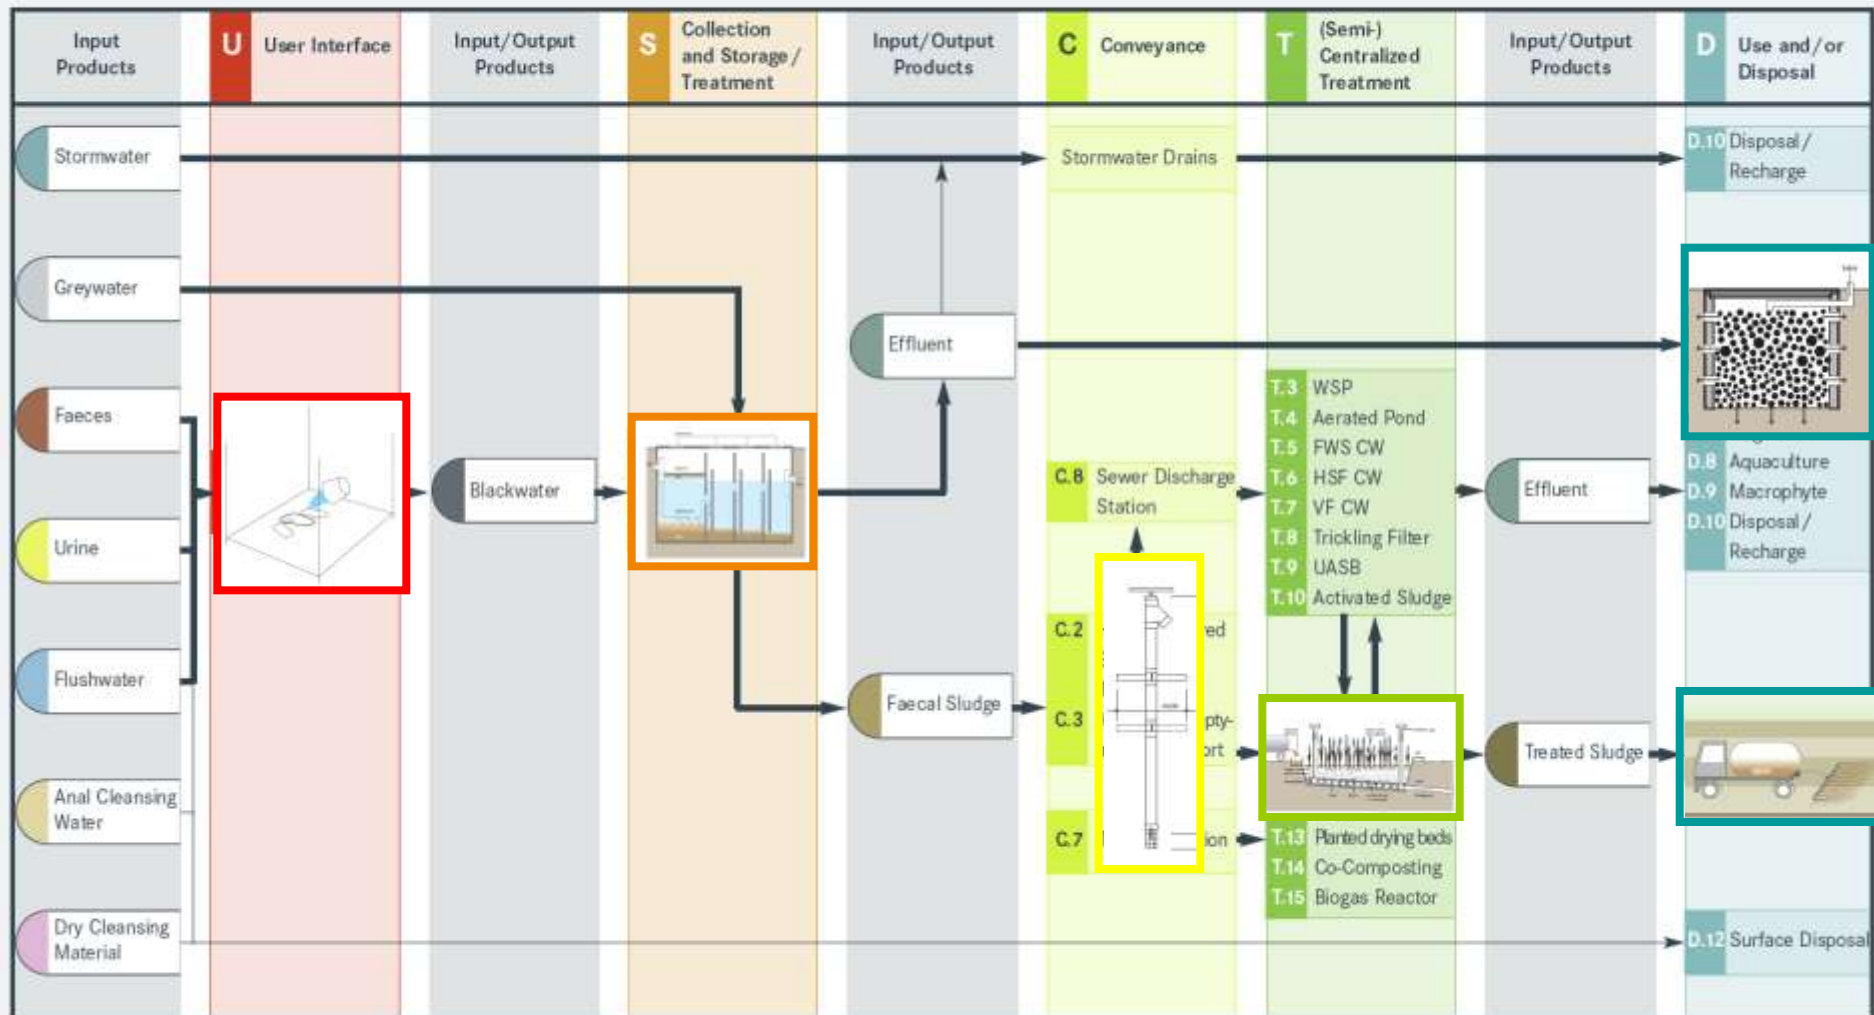 Input
Products
U User Interface
Input/Output
Products
S Collection
and Storage/
Treatment
Input/Output
Products
C Conveyance
T (Semi-)
Centralized
Treatment
Input/Output
Products
D Use and/or
Disposal
Stormwater
Stormwater Drains
D.10 Disposal/
Recharge
Greywater
Effluent
Faeces
Blackwater
C.8 Sewer Discharge
Station
T.3 WSP
T.4 Aerated Pond
T.5 FWS CW
T.6 HSF CW
T.7 VF CW
T.8 Trickling Filter
T.9 UASB
T.10 Activated Sludge
Effluent
D.8 Aquaculture
D.9 Macrophyte
D.10 Disposal/
Recharge
Urine
Flushwater
Faecal Sludge
C.2
C.3
C.7
T.13 Planted drying beds
T.14 Co-Composting
T.15 Biogas Reactor
Treated Sludge
Anal Cleansing
Water
Dry Cleansing
Material
D.12 Surface Disposal